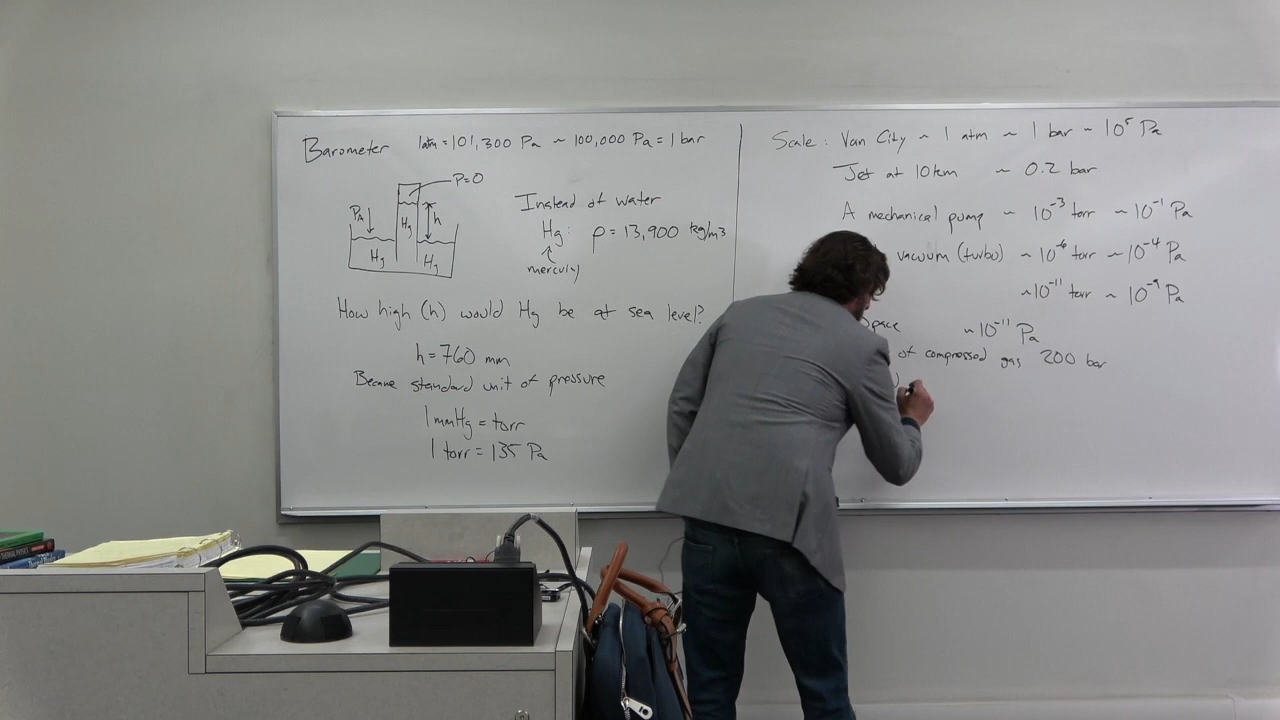 Barometer 1atm = 101,300 Pa ~ 100,000 Pa = 1 bar
P=0
PA
Hg
h
Hg
Hg
Instead of water
Hg: ρ = 13,900 kg/m3
mercury
How high (h) would Hg be at sea level?
h = 760 mm
Became standard unit of pressure
1 mmHg = torr
1 torr = 135 Pa
Scale: Van City ~ 1 atm ~ 1 bar ~ 10⁵ Pa
Jet at 10km ~ 0.2 bar
A mechanical pump ~ 10⁻³ torr ~ 10⁻¹ Pa
vacuum (turbo) ~ 10⁻⁶ torr ~ 10⁻⁴ Pa
~10⁻¹¹ torr ~ 10⁻⁹ Pa
Space ~10⁻¹¹ Pa
of compressed gas 200 bar
THERMAL PHYSICS